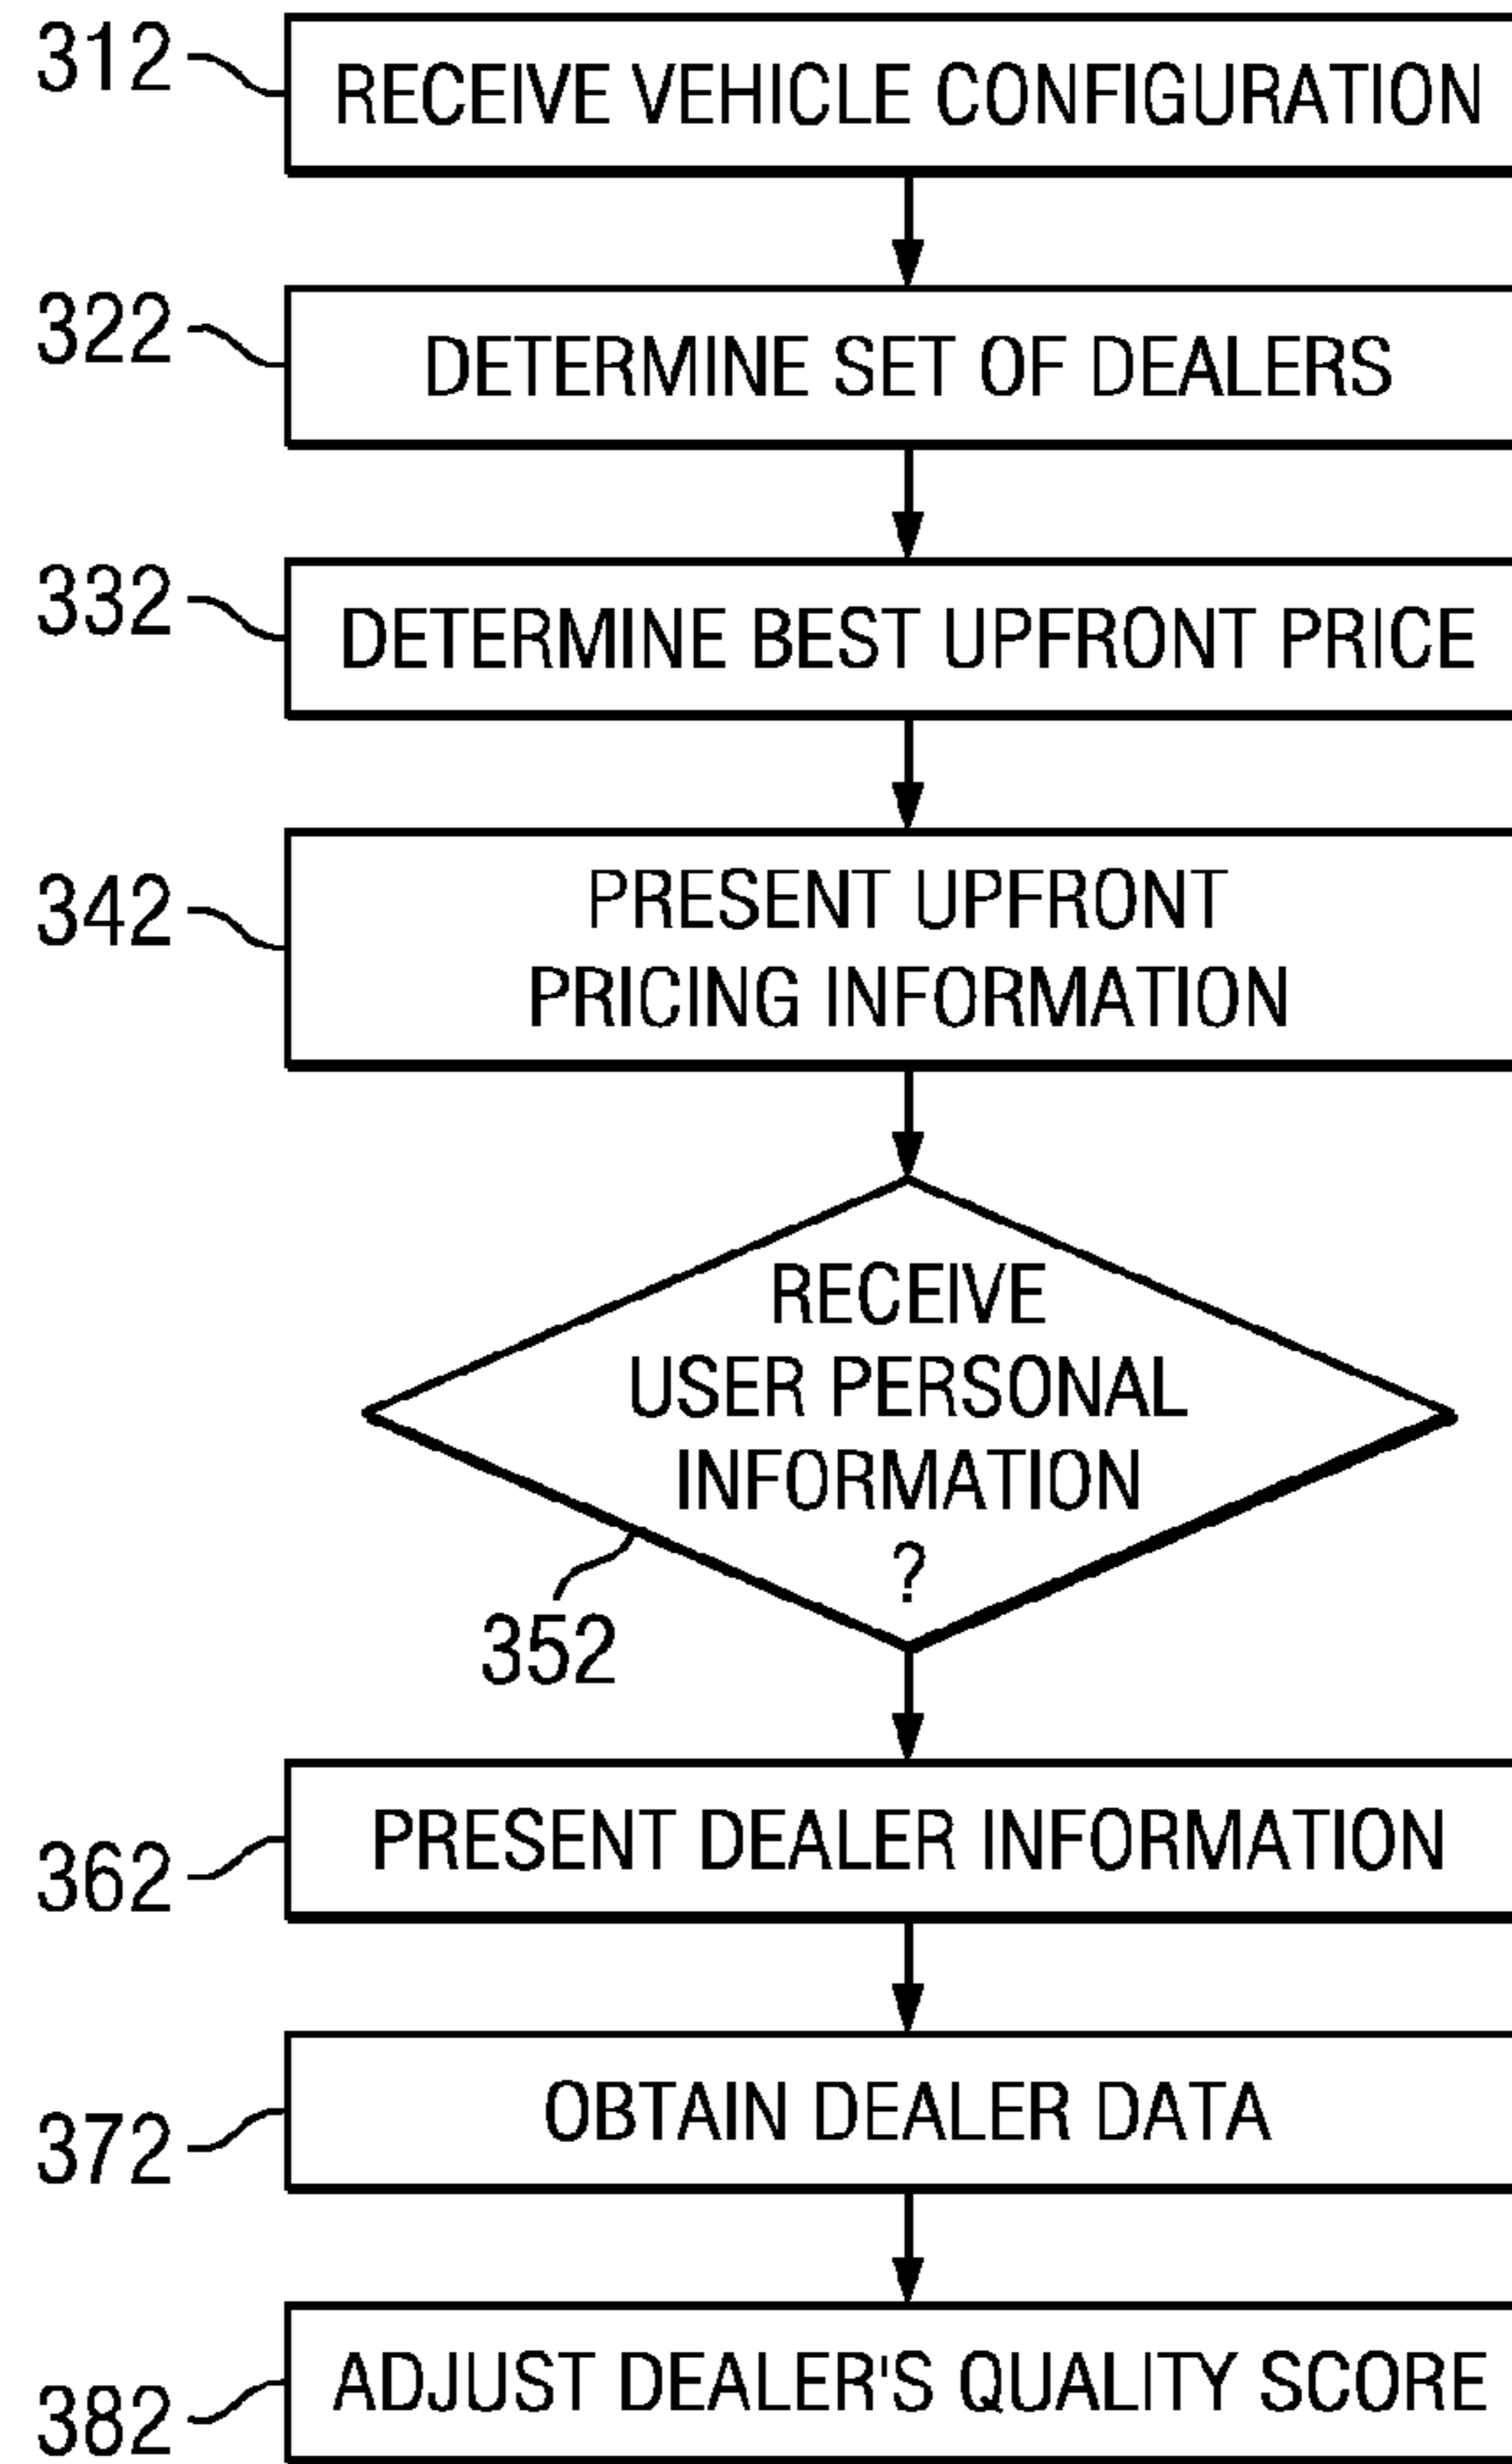 312
RECEIVE VEHICLE CONFIGURATION
322
DETERMINE SET OF DEALERS
332
DETERMINE BEST UPFRONT PRICE
342
PRESENT UPFRONT
PRICING INFORMATION
RECEIVE
USER PERSONAL
INFORMATION
?
352
362
PRESENT DEALER INFORMATION
372
OBTAIN DEALER DATA
382
ADJUST DEALER'S QUALITY SCORE